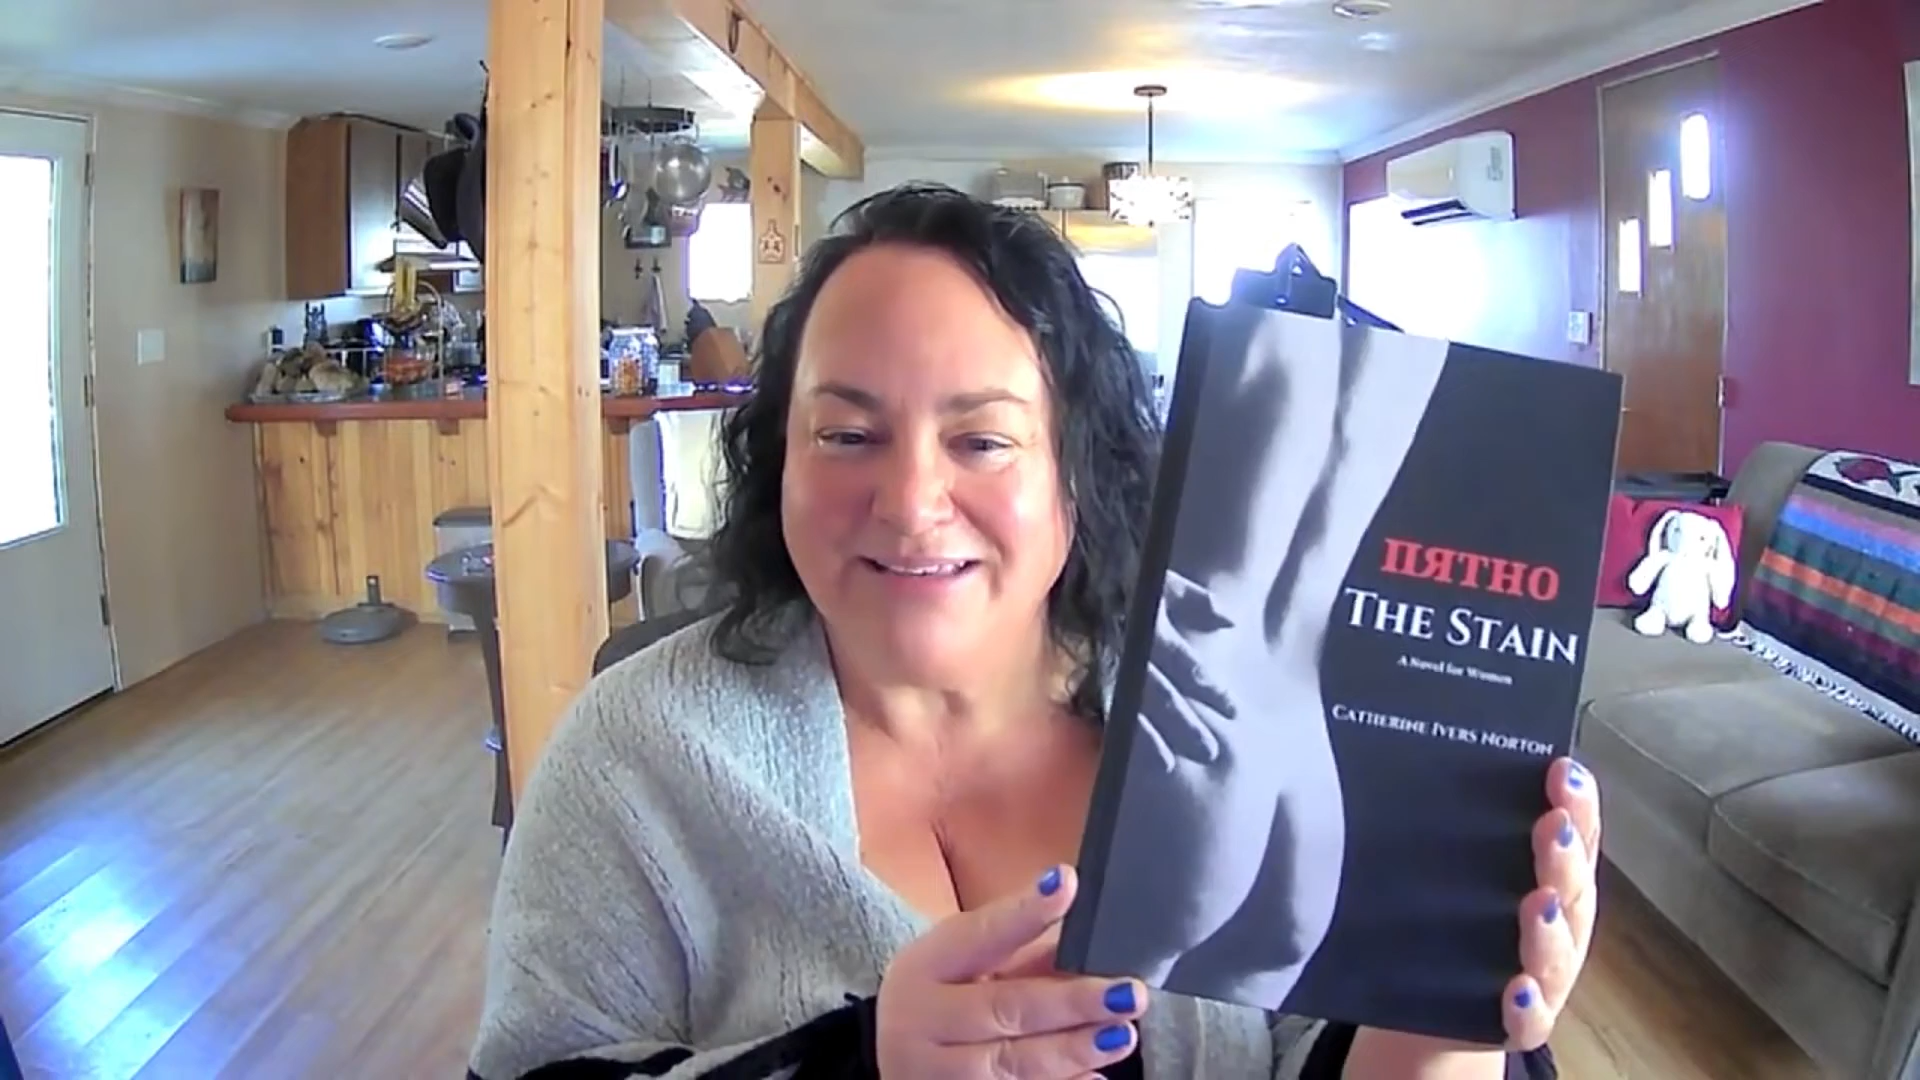 ПЯТНО
THE STAIN
A Novel for Women
CATHERINE IVERS NORTON